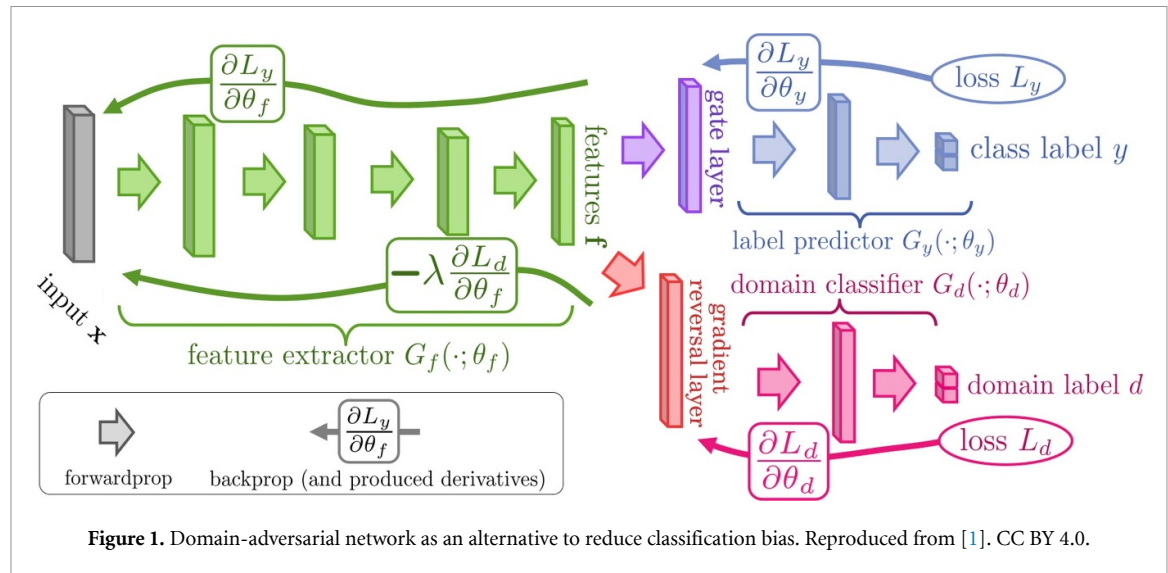 ∂L_y/∂θ_f
∂L_y/∂θ_y
loss L_y
features f
gate layer
class label y
label predictor G_y(·; θ_y)
input x
−λ ∂L_d/∂θ_f
feature extractor G_f(·; θ_f)
gradient
reversal layer
domain classifier G_d(·; θ_d)
domain label d
∂L_d/∂θ_d
loss L_d
forwardprop
∂L_y/∂θ_f
backprop (and produced derivatives)
Figure 1. Domain-adversarial network as an alternative to reduce classification bias. Reproduced from [1]. CC BY 4.0.